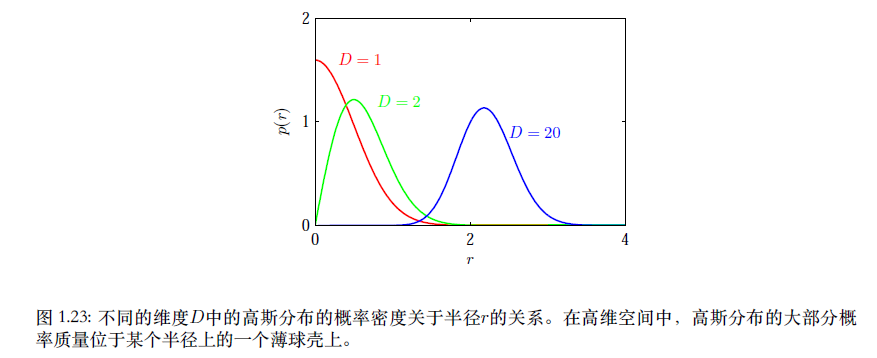 2
D = 1
D = 2
1
p(r)
D = 20
0
0
2
4
r
图 1.23: 不同的维度D中的高斯分布的概率密度关于半径r的关系。在高维空间中，高斯分布的大部分概
率质量位于某个半径上的一个薄球壳上。